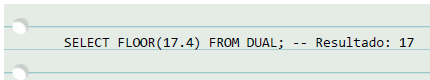 SELECT FLOOR(17.4) FROM DUAL; -- Resultado: 17